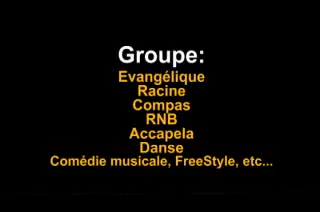 Groupe:
Evangélique
Racine
Compas
RNB
Accapela
Danse
Comédie musicale, FreeStyle, etc...